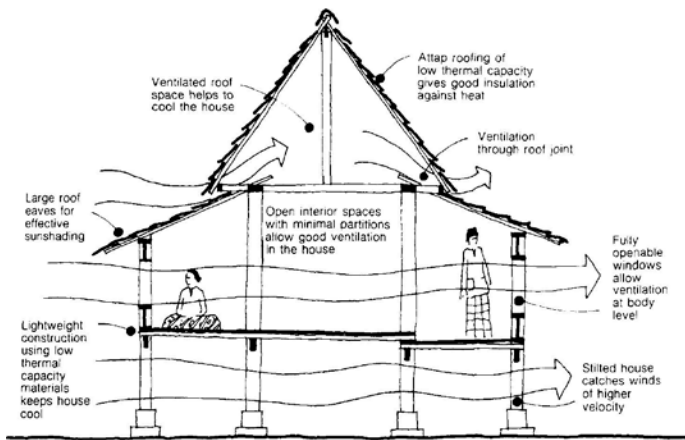 Ventilated roof
space helps to
cool the house
Attap roofing of
low thermal capacity
gives good insulation
against heat
Ventilation
through roof joint
Large roof
eaves for
effective
sunshading
Open interior spaces
with minimal partitions
allow good ventilation
in the house
Fully
openable
windows
allow
ventilation
at body
level
Lightweight
construction
using low
thermal
capacity
materials
keeps house
cool
Stilted house
catches winds
of higher
velocity